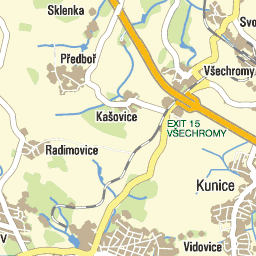 Sklenka
Svo
Předboř
Všechromy
Kašovice
EXIT 15
VŠECHROMY
Radimovice
Kunice
V
Vidovice